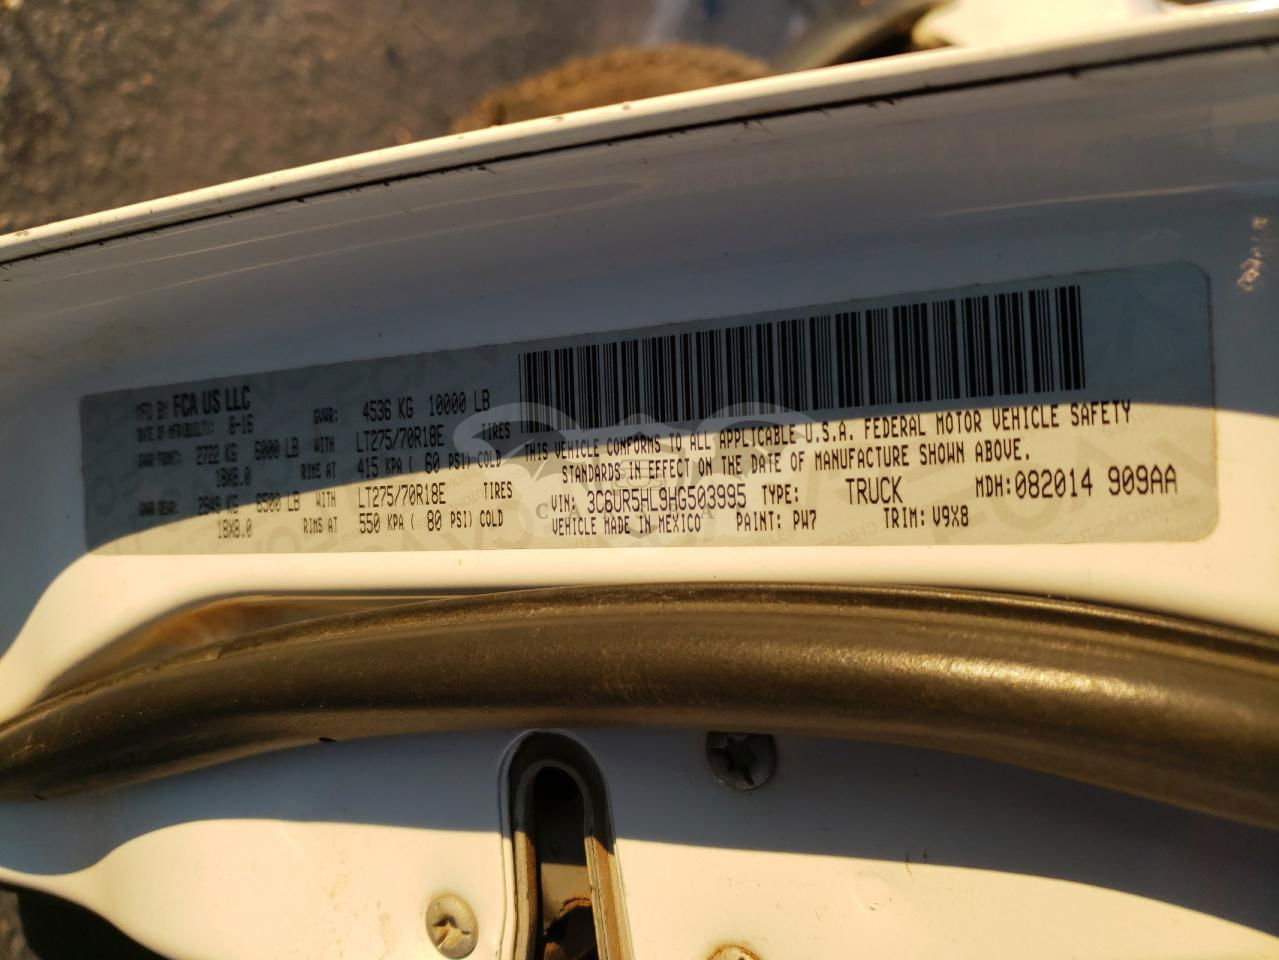 MFD BY FCA US LLC
DATE OF MFR(BUILT): 8-16 GVWR: 4536 KG 10000 LB
GAWR FRONT: 2722 KG 6000 LB WITH LT275/70R18E TIRES
18X8.0 RIMS AT 415 KPA ( 60 PSI) COLD
GAWR REAR: 2949 KG 6500 LB WITH LT275/70R18E TIRES
18X8.0 RIMS AT 550 KPA ( 80 PSI) COLD
THIS VEHICLE CONFORMS TO ALL APPLICABLE U.S.A. FEDERAL MOTOR VEHICLE SAFETY
STANDARDS IN EFFECT ON THE DATE OF MANUFACTURE SHOWN ABOVE.
VIN: 3C6UR5HL9HG503995 TYPE: TRUCK MDH:082014 909AA
VEHICLE MADE IN MEXICO PAINT: PW7 TRIM: V9X8